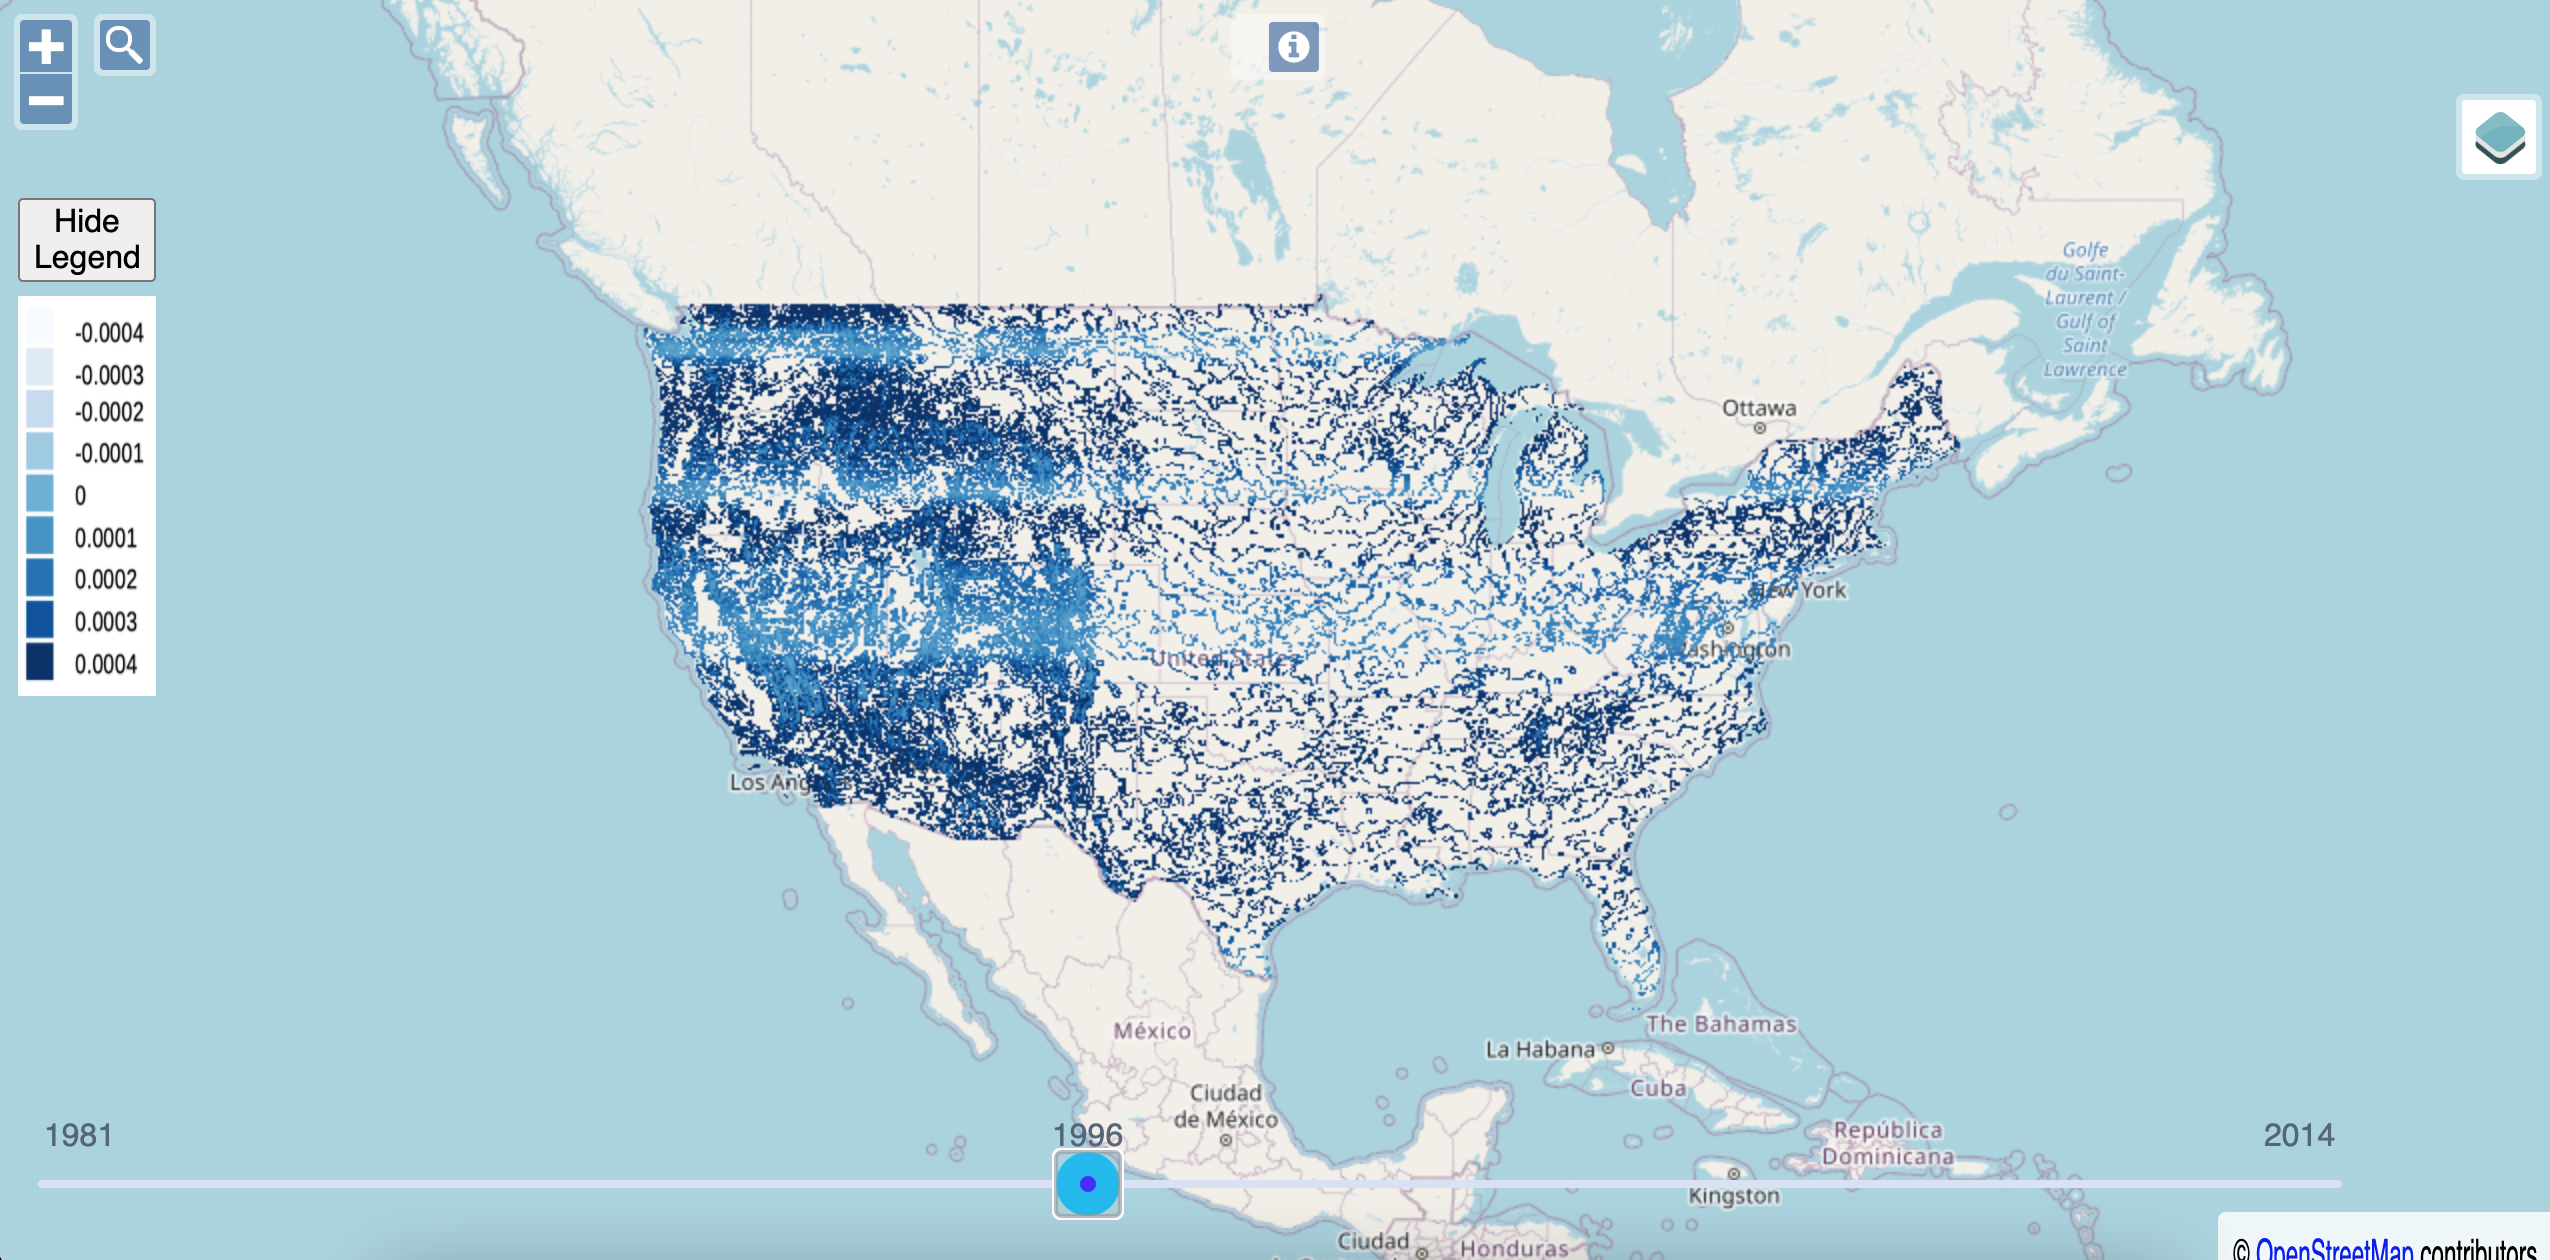 Hide
Legend
-0.0004
-0.0003
-0.0002
-0.0001
0
0.0001
0.0002
0.0003
0.0004
Golfe
du Saint-
Laurent /
Gulf of
Saint
Lawrence
Ottawa
New York
Washington
United States
Los Angeles
México
Ciudad
de México
La Habana
The Bahamas
Cuba
República
Dominicana
Kingston
Ciudad
Honduras
1981
1996
2014
© OpenStreetMap contributors